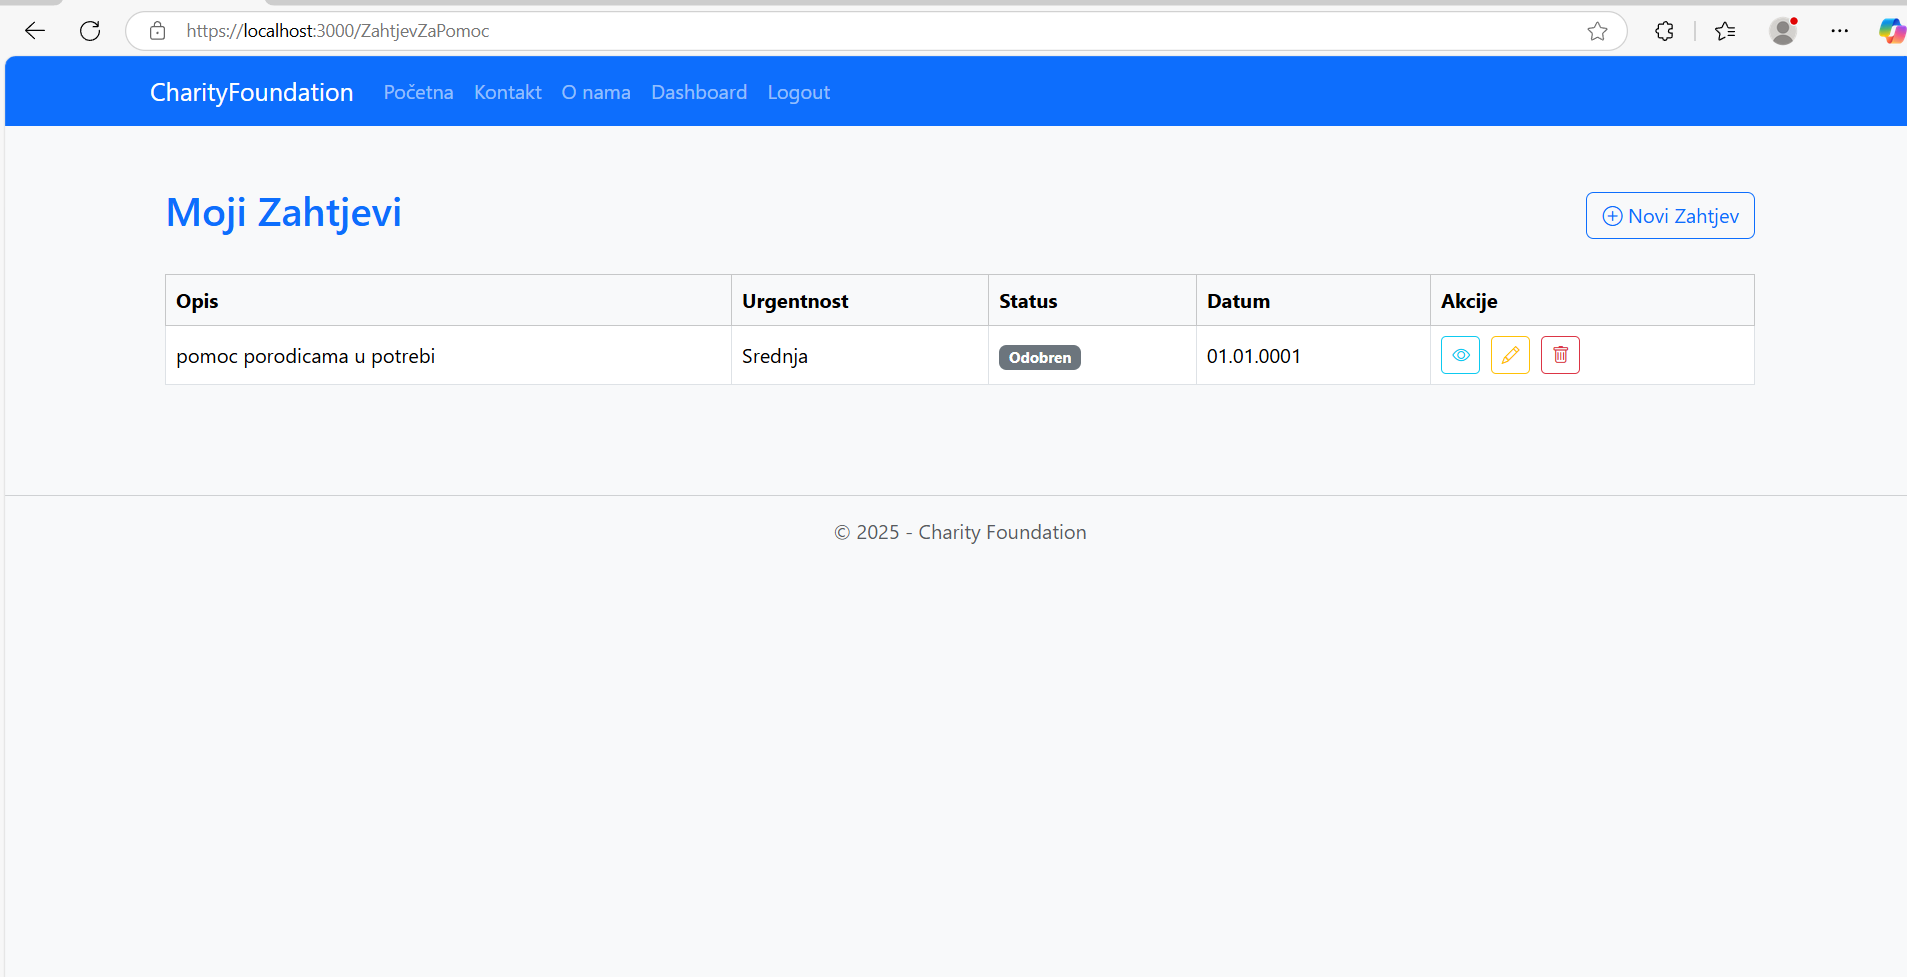 https://localhost:3000/ZahtjevZaPomoc
CharityFoundation Početna Kontakt O nama Dashboard Logout
Moji Zahtjevi
Novi Zahtjev
Opis Urgentnost Status Datum Akcije
pomoc porodicama u potrebi Srednja Odobren 01.01.0001
© 2025 - Charity Foundation